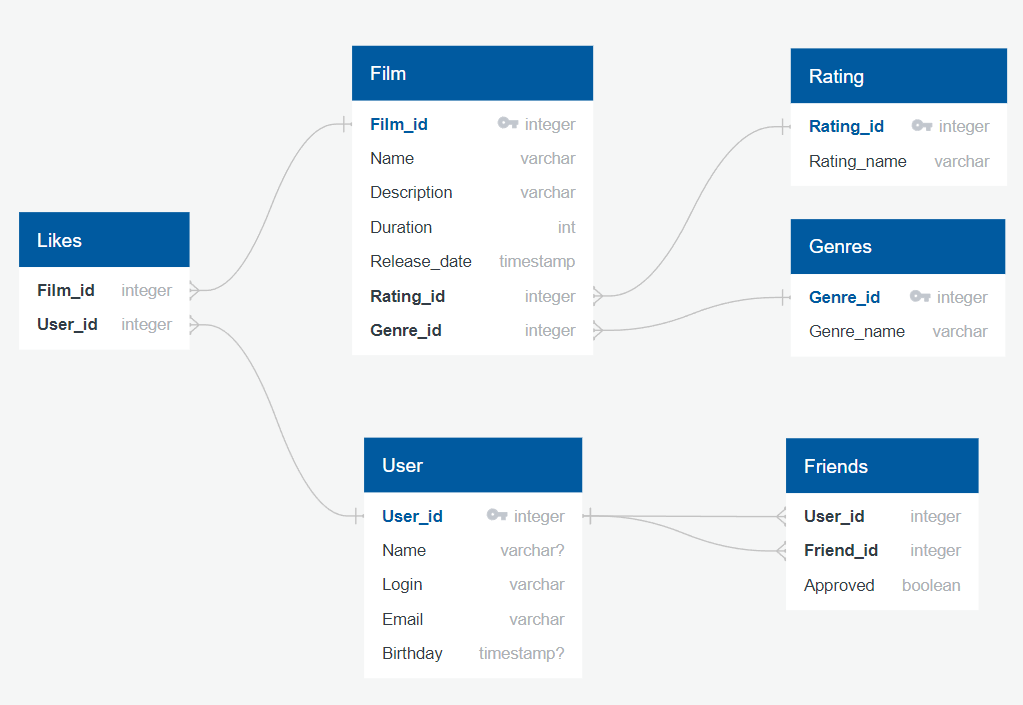 Film
Film_id integer
Name varchar
Description varchar
Duration int
Release_date timestamp
Rating_id integer
Genre_id integer
Rating
Rating_id integer
Rating_name varchar
Likes
Film_id integer
User_id integer
Genres
Genre_id integer
Genre_name varchar
User
User_id integer
Name varchar?
Login varchar
Email varchar
Birthday timestamp?
Friends
User_id integer
Friend_id integer
Approved boolean